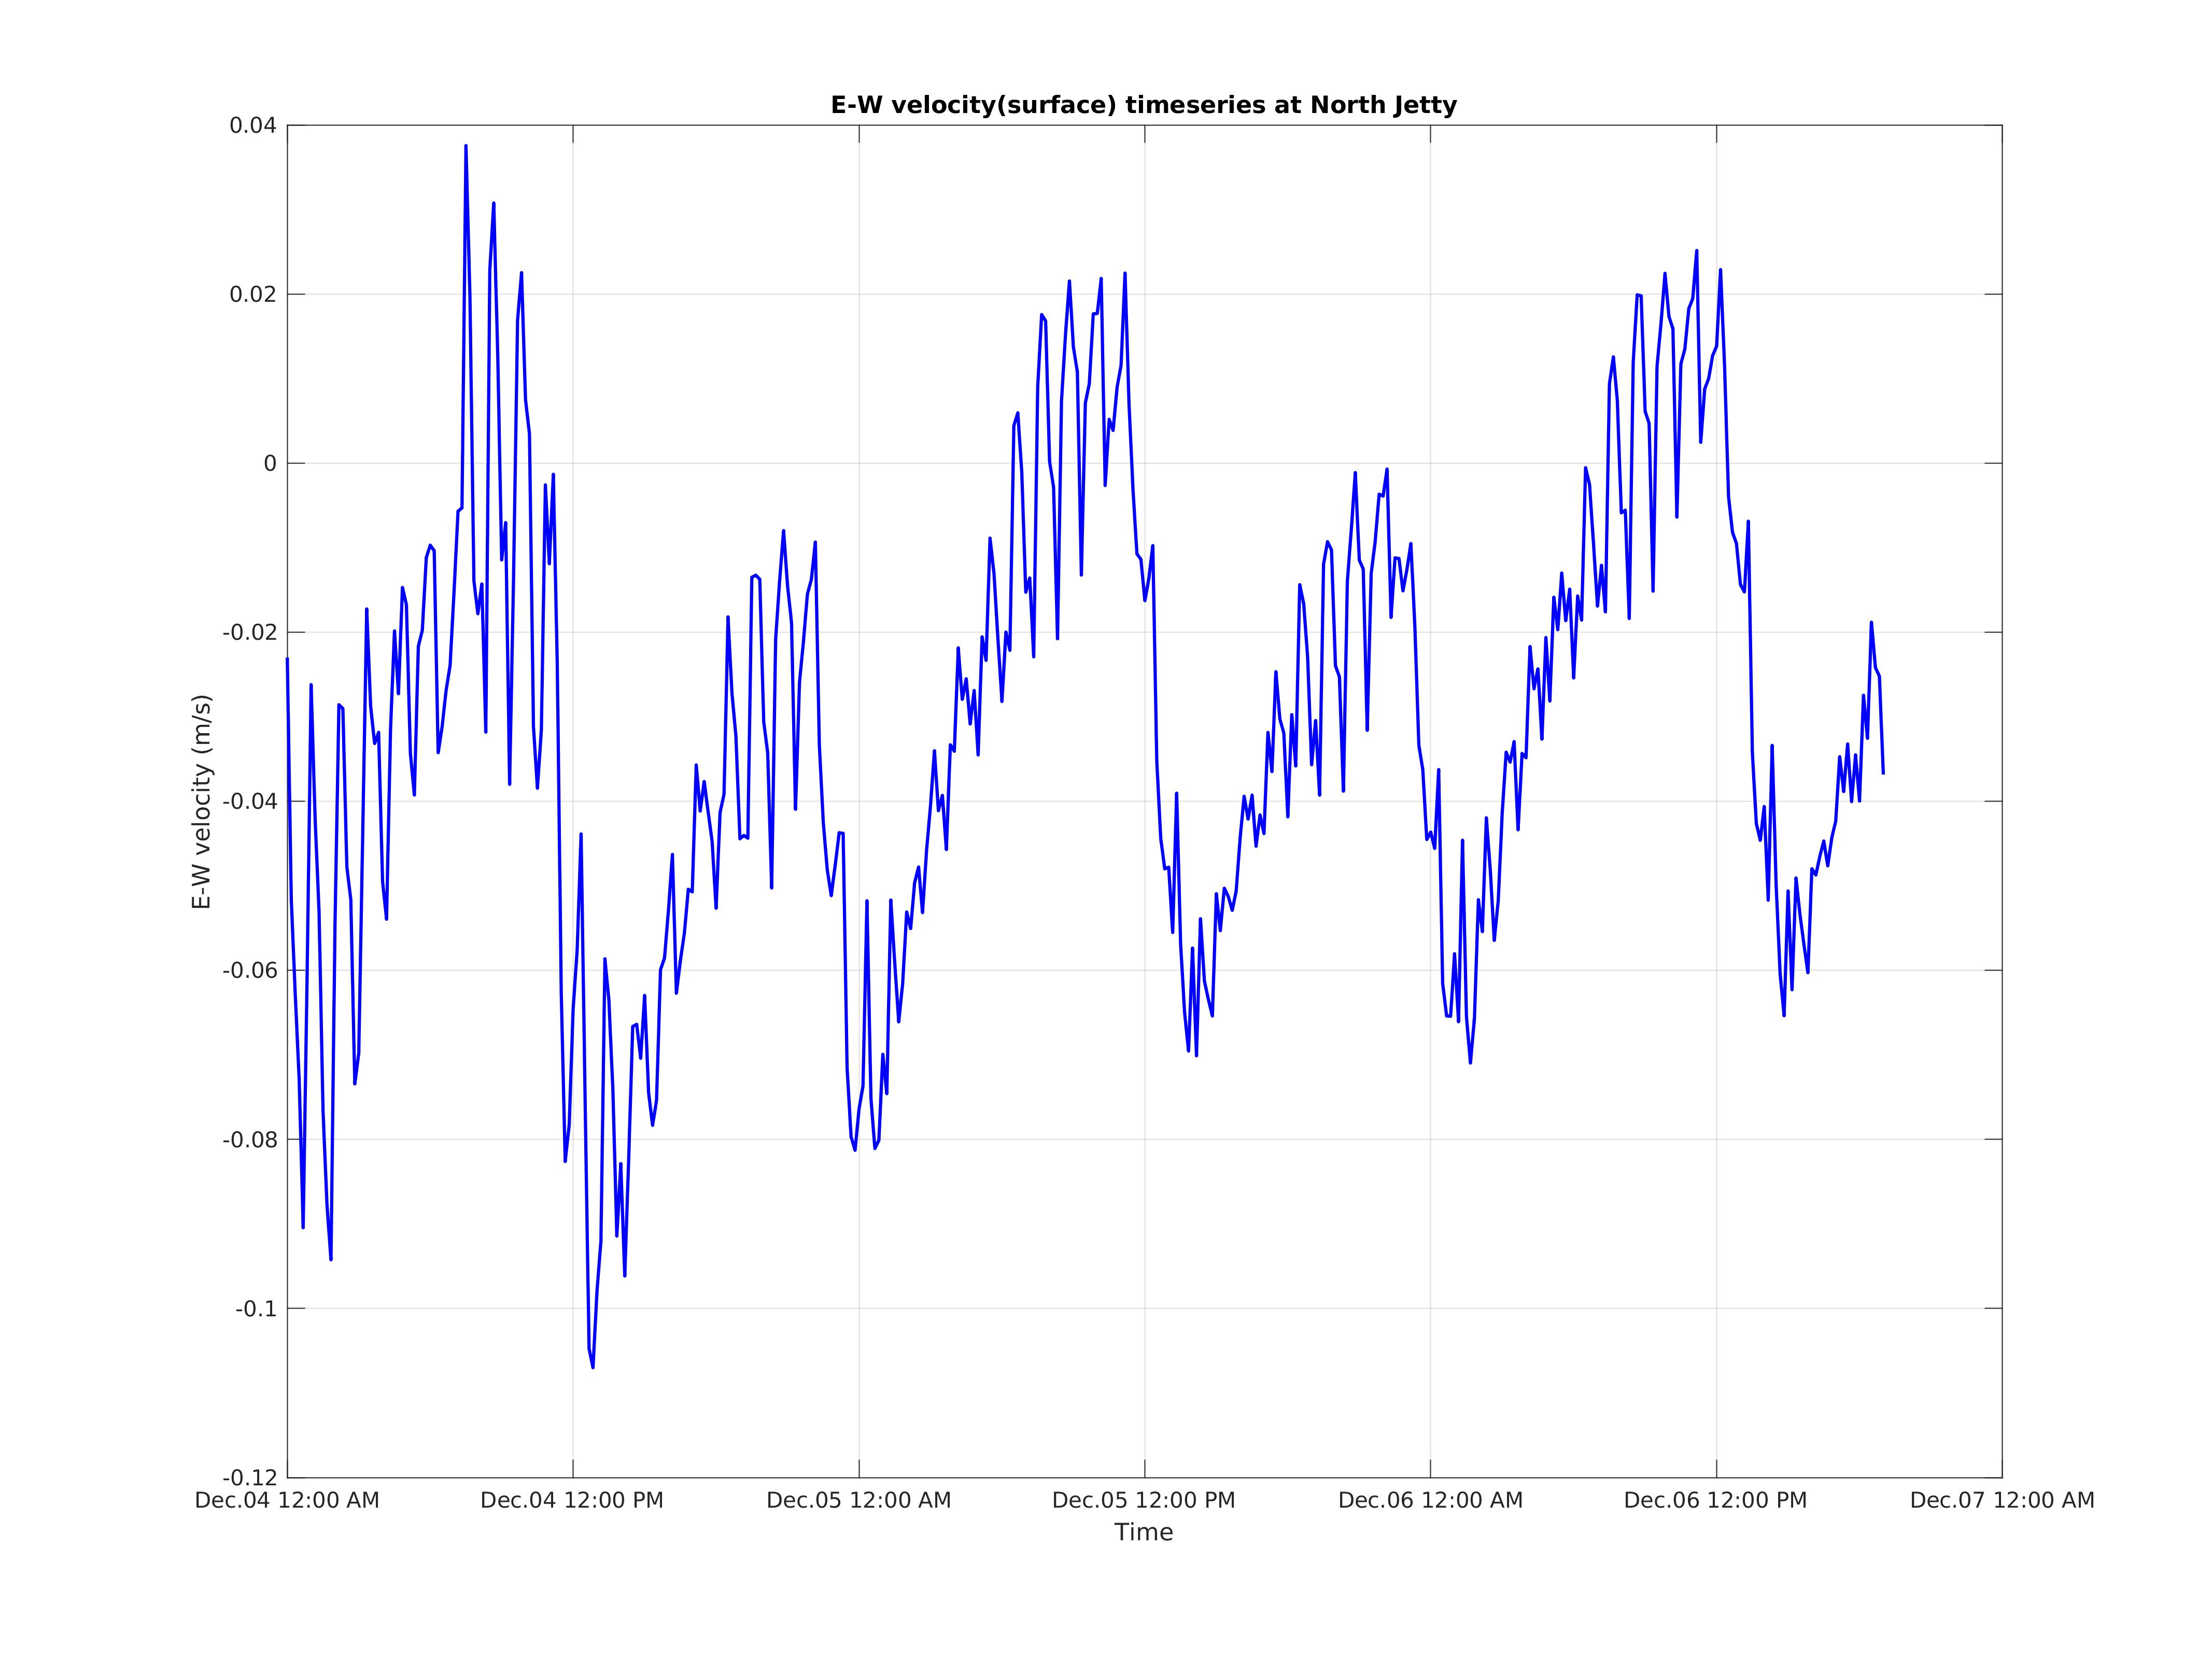 E-W velocity(surface) timeseries at North Jetty
0.04
0.02
0
-0.02
-0.04
-0.06
-0.08
-0.1
-0.12
E-W velocity (m/s)
Dec.04 12:00 AM Dec.04 12:00 PM Dec.05 12:00 AM Dec.05 12:00 PM Dec.06 12:00 AM Dec.06 12:00 PM Dec.07 12:00 AM
Time